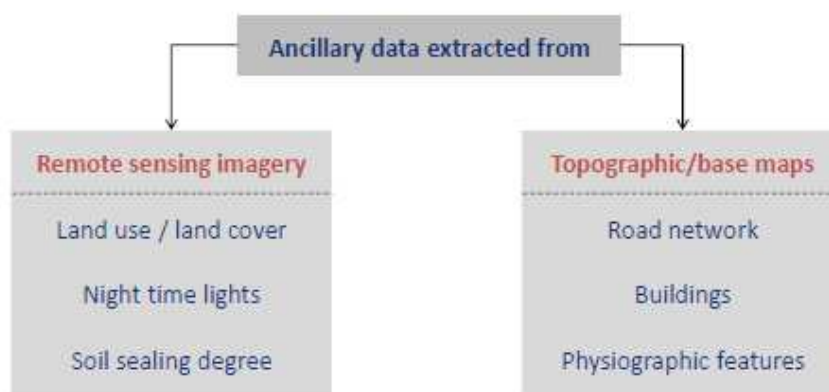 Ancillary data extracted from
Remote sensing imagery
Land use / land cover
Night time lights
Soil sealing degree
Topographic/base maps
Road network
Buildings
Physiographic features